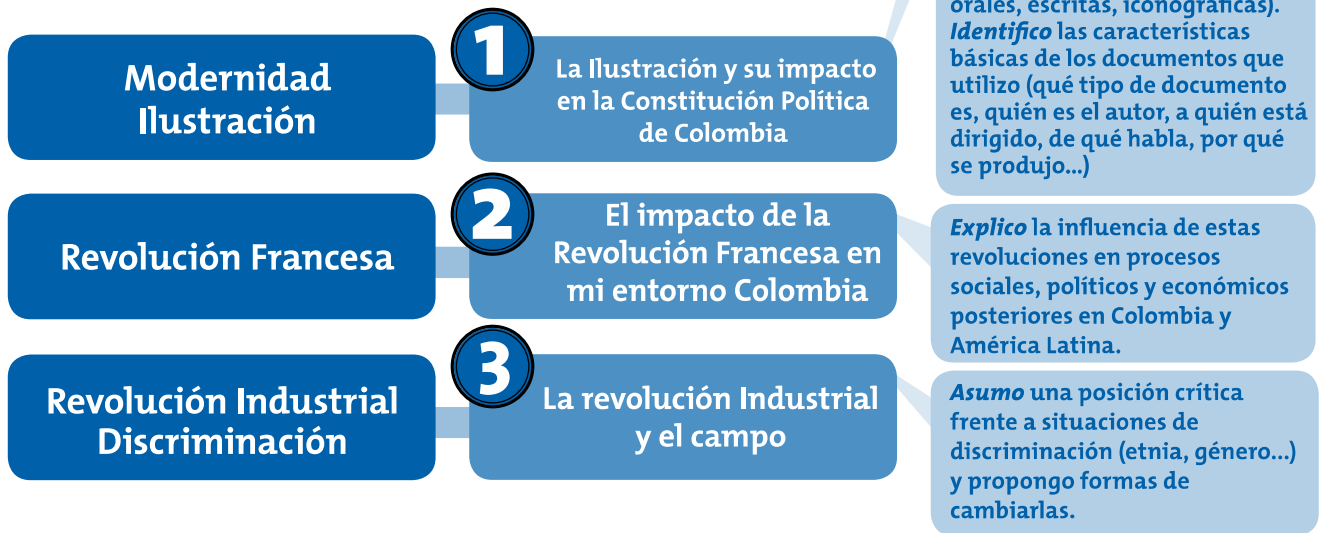 Modernidad
Ilustración
1
La Ilustración y su impacto
en la Constitución Política
de Colombia
orales, escritas, iconográficas).
Identifico las características
básicas de los documentos que
utilizo (qué tipo de documento
es, quién es el autor, a quién está
dirigido, de qué habla, por qué
se produjo...)
Revolución Francesa
2
El impacto de la
Revolución Francesa en
mi entorno Colombia
Explico la influencia de estas
revoluciones en procesos
sociales, políticos y económicos
posteriores en Colombia y
América Latina.
Revolución Industrial
Discriminación
3
La revolución Industrial
y el campo
Asumo una posición crítica
frente a situaciones de
discriminación (etnia, género...)
y propongo formas de
cambiarlas.